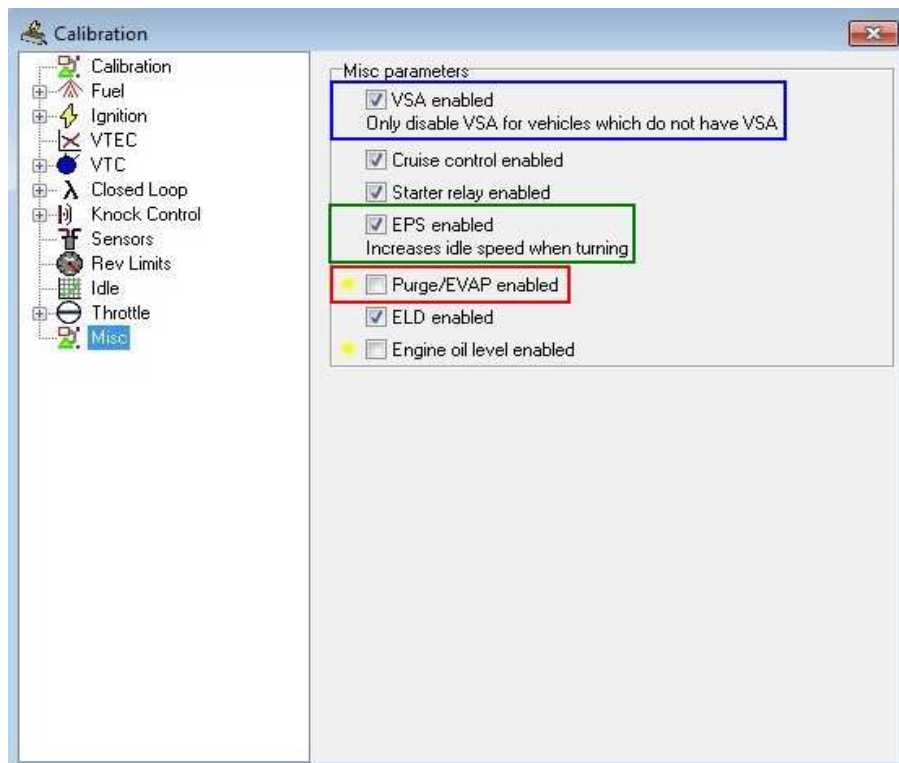 Calibration
Calibration
Fuel
Ignition
VTEC
VTC
Closed Loop
Knock Control
Sensors
Rev Limits
Idle
Throttle
Misc
Misc parameters
VSA enabled
Only disable VSA for vehicles which do not have VSA
Cruise control enabled
Starter relay enabled
EPS enabled
Increases idle speed when turning
Purge/EVAP enabled
ELD enabled
Engine oil level enabled